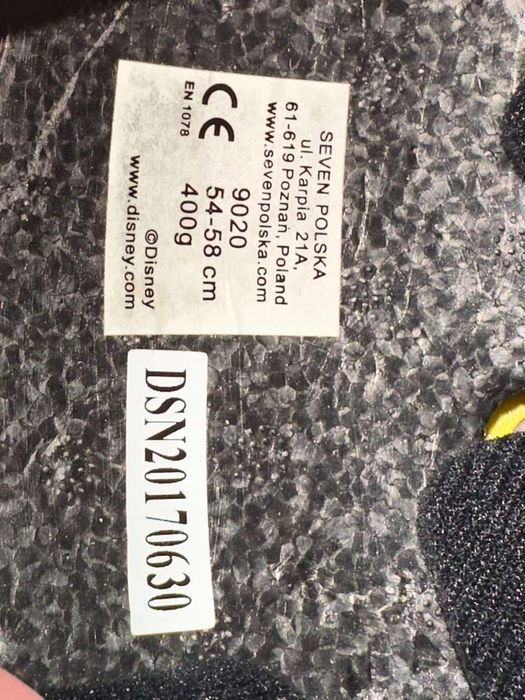 SEVEN POLSKA
ul. Karpia 21A,
61-619 Poznań, Poland
www.sevenpolska.com
9020
54-58 cm
400g
CE
EN 1078
©Disney
www.disney.com
DSN20170630